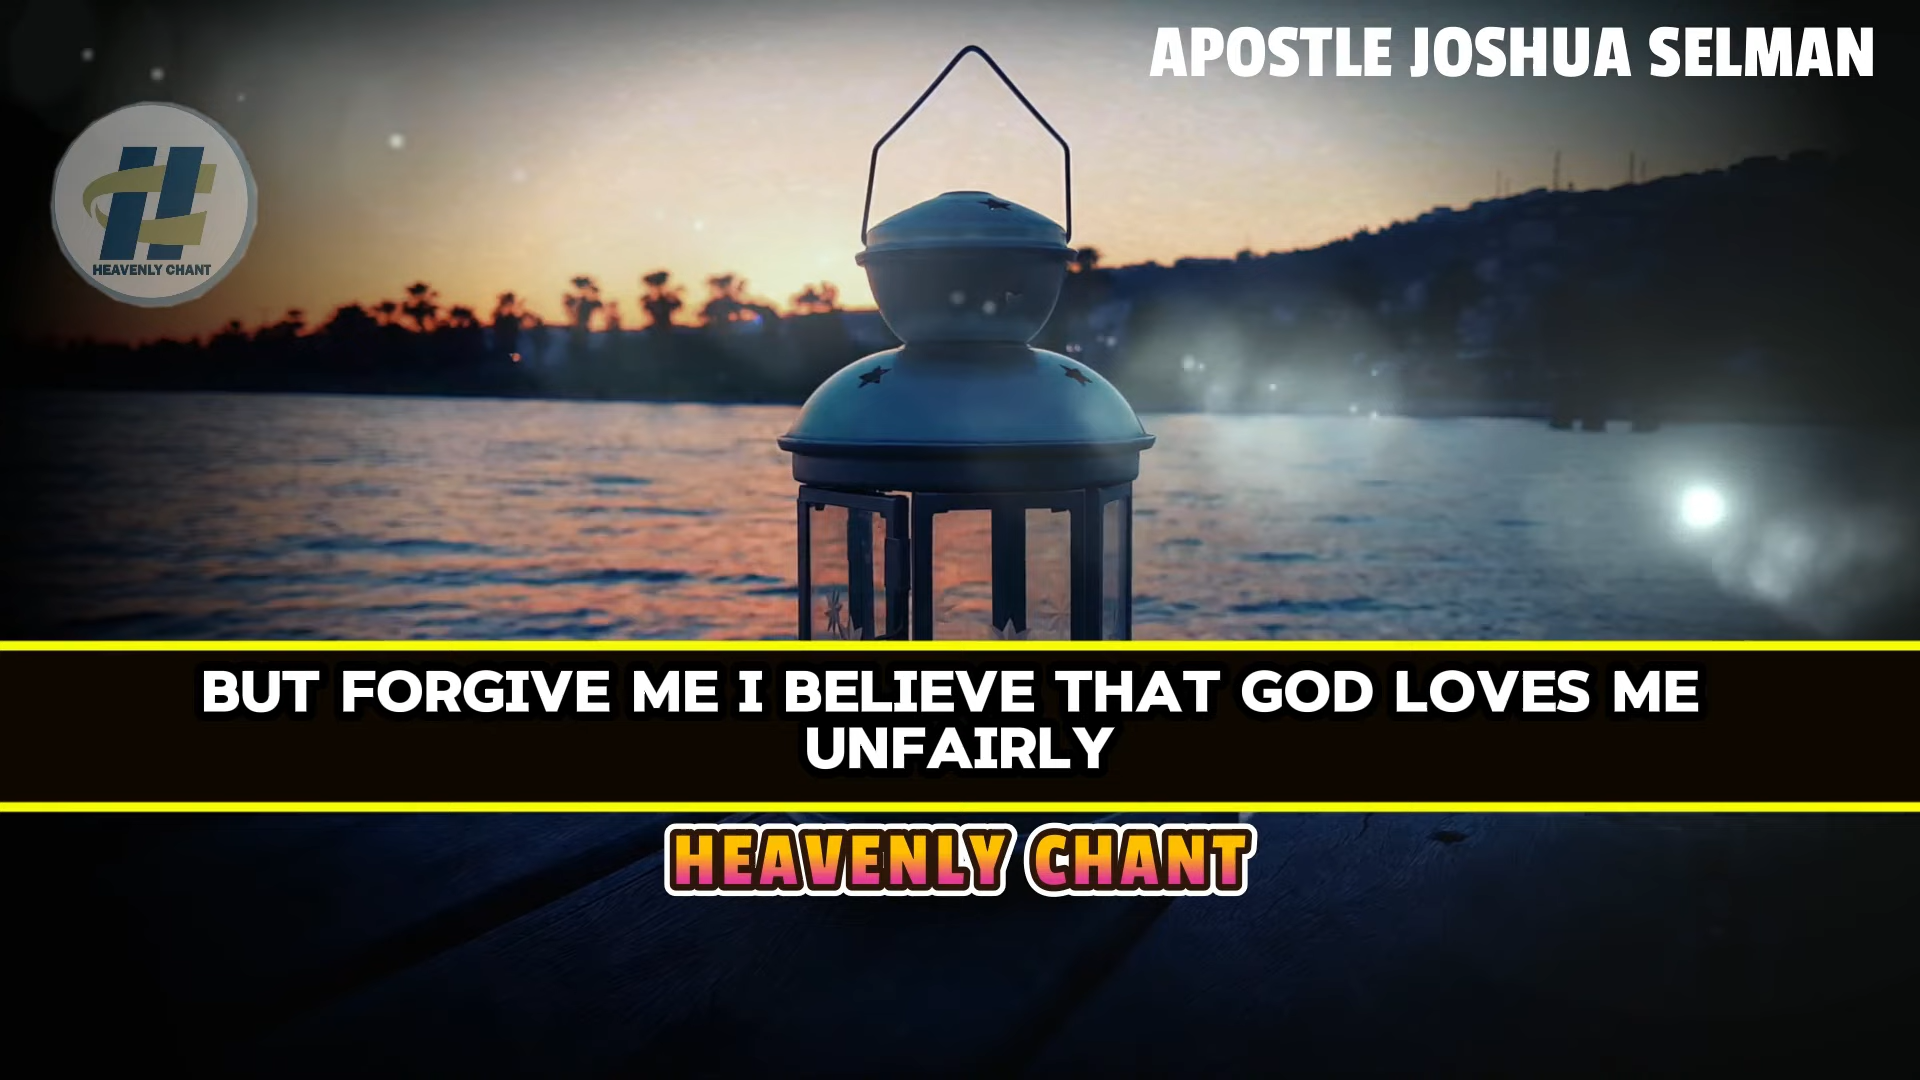 APOSTLE JOSHUA SELMAN
HEAVENLY CHANT
BUT FORGIVE ME I BELIEVE THAT GOD LOVES ME
UNFAIRLY
HEAVENLY CHANT